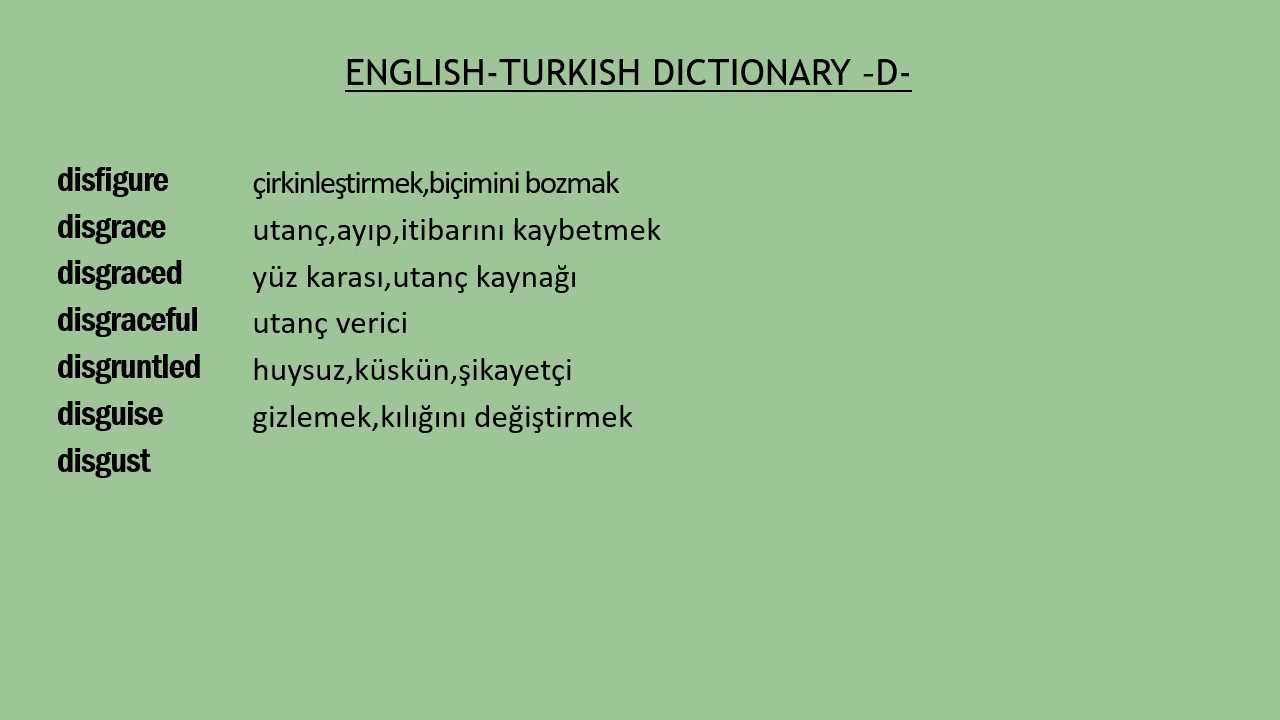 ENGLISH-TURKISH DICTIONARY –D-
disfigure çirkinleştirmek,biçimini bozmak
disgrace utanç,ayıp,itibarını kaybetmek
disgraced yüz karası,utanç kaynağı
disgraceful utanç verici
disgruntled huysuz,küskün,şikayetçi
disguise gizlemek,kılığını değiştirmek
disgust